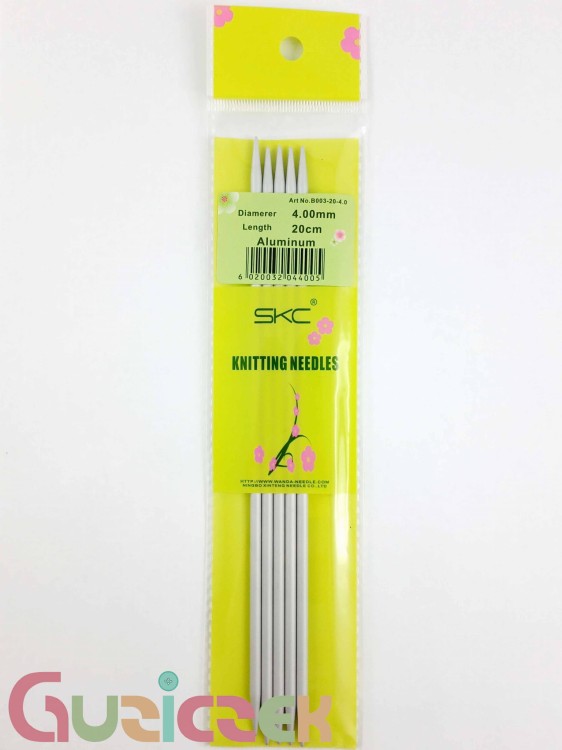 Art No.B003-20-4.0
Diamerer 4.00mm
Length 20cm
Aluminum
6 020032 044005
SKC®
KNITTING NEEDLES
HTTP://WWW.WANDA-NEEDLE.COM
NINGBO XINTENG NEEDLE CO.,LTD
Guziczek